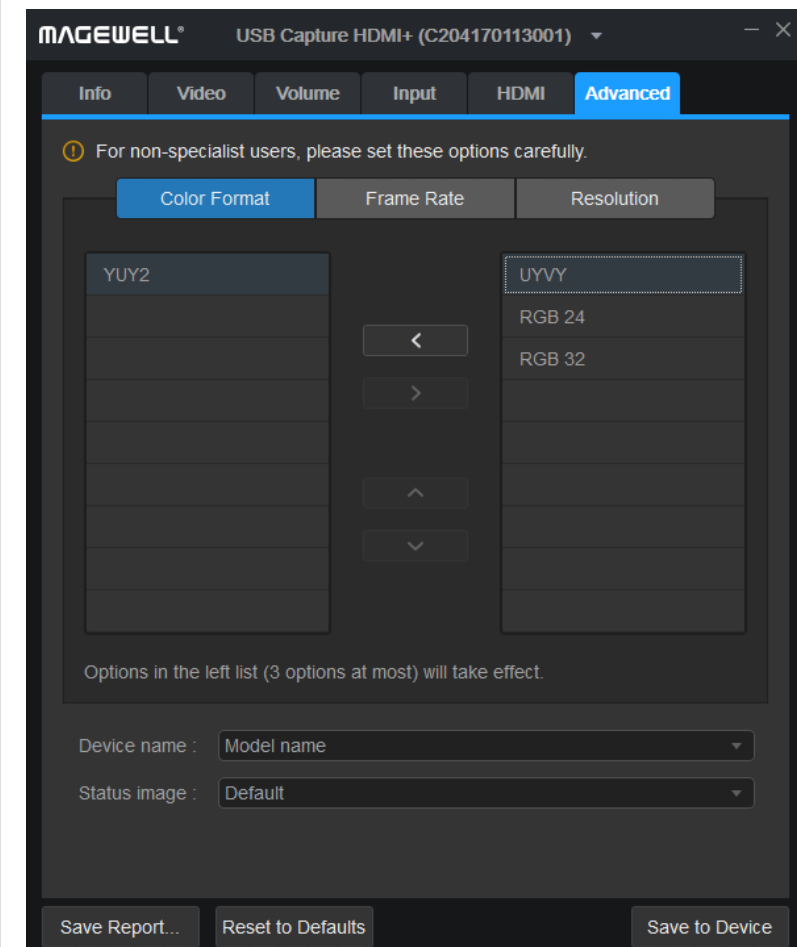 MAGEWELL® USB Capture HDMI+ (C204170113001)
Info Video Volume Input HDMI Advanced
For non-specialist users, please set these options carefully.
Color Format Frame Rate Resolution
YUY2 UYVY
RGB 24
RGB 32
Options in the left list (3 options at most) will take effect.
Device name : Model name
Status image : Default
Save Report... Reset to Defaults Save to Device